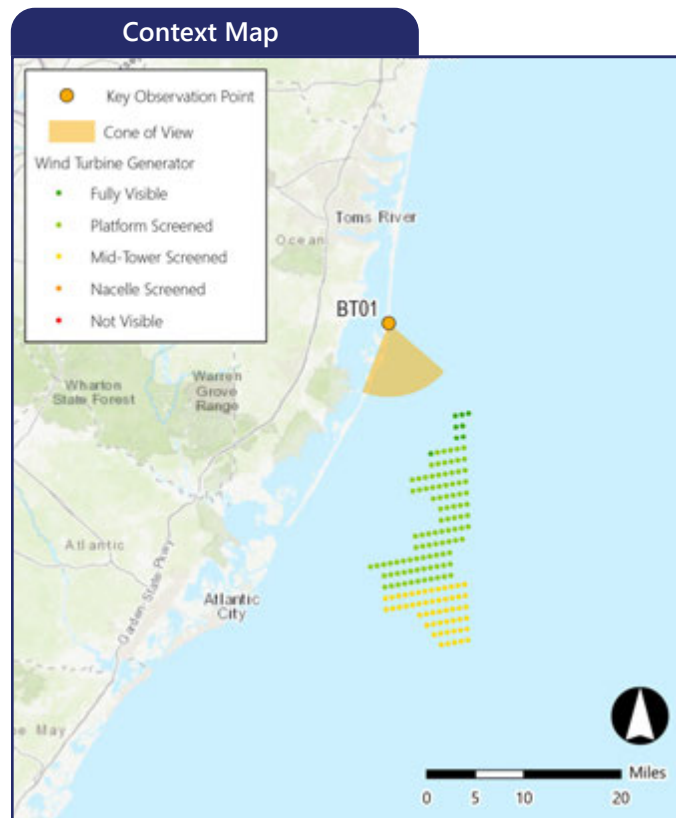 Context Map
Key Observation Point
Cone of View
Wind Turbine Generator
Fully Visible
Platform Screened
Mid-Tower Screened
Nacelle Screened
Not Visible
Toms River
Ocean
BT01
Wharton
State Forest
Warren
Grove
Range
Atlantic
Garden State Pkwy
Atlantic
City
May
Miles
0 5 10 20